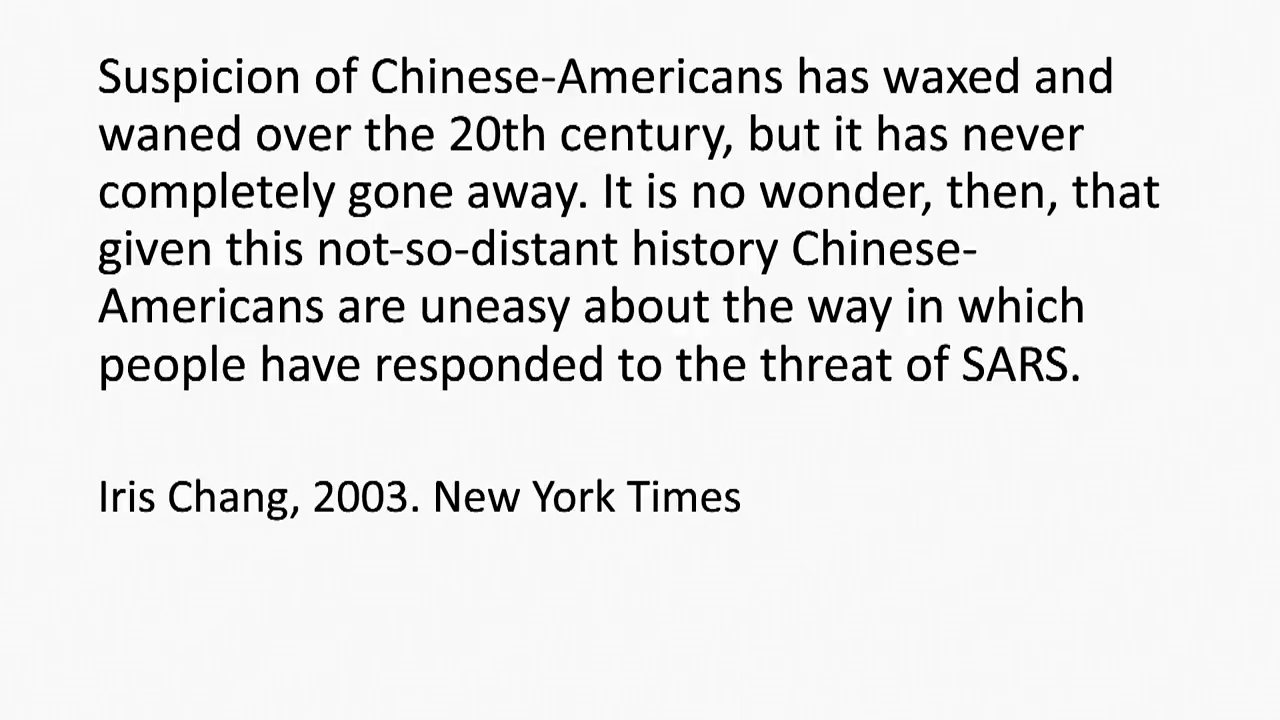 Suspicion of Chinese-Americans has waxed and
waned over the 20th century, but it has never
completely gone away. It is no wonder, then, that
given this not-so-distant history Chinese-
Americans are uneasy about the way in which
people have responded to the threat of SARS.
Iris Chang, 2003. New York Times